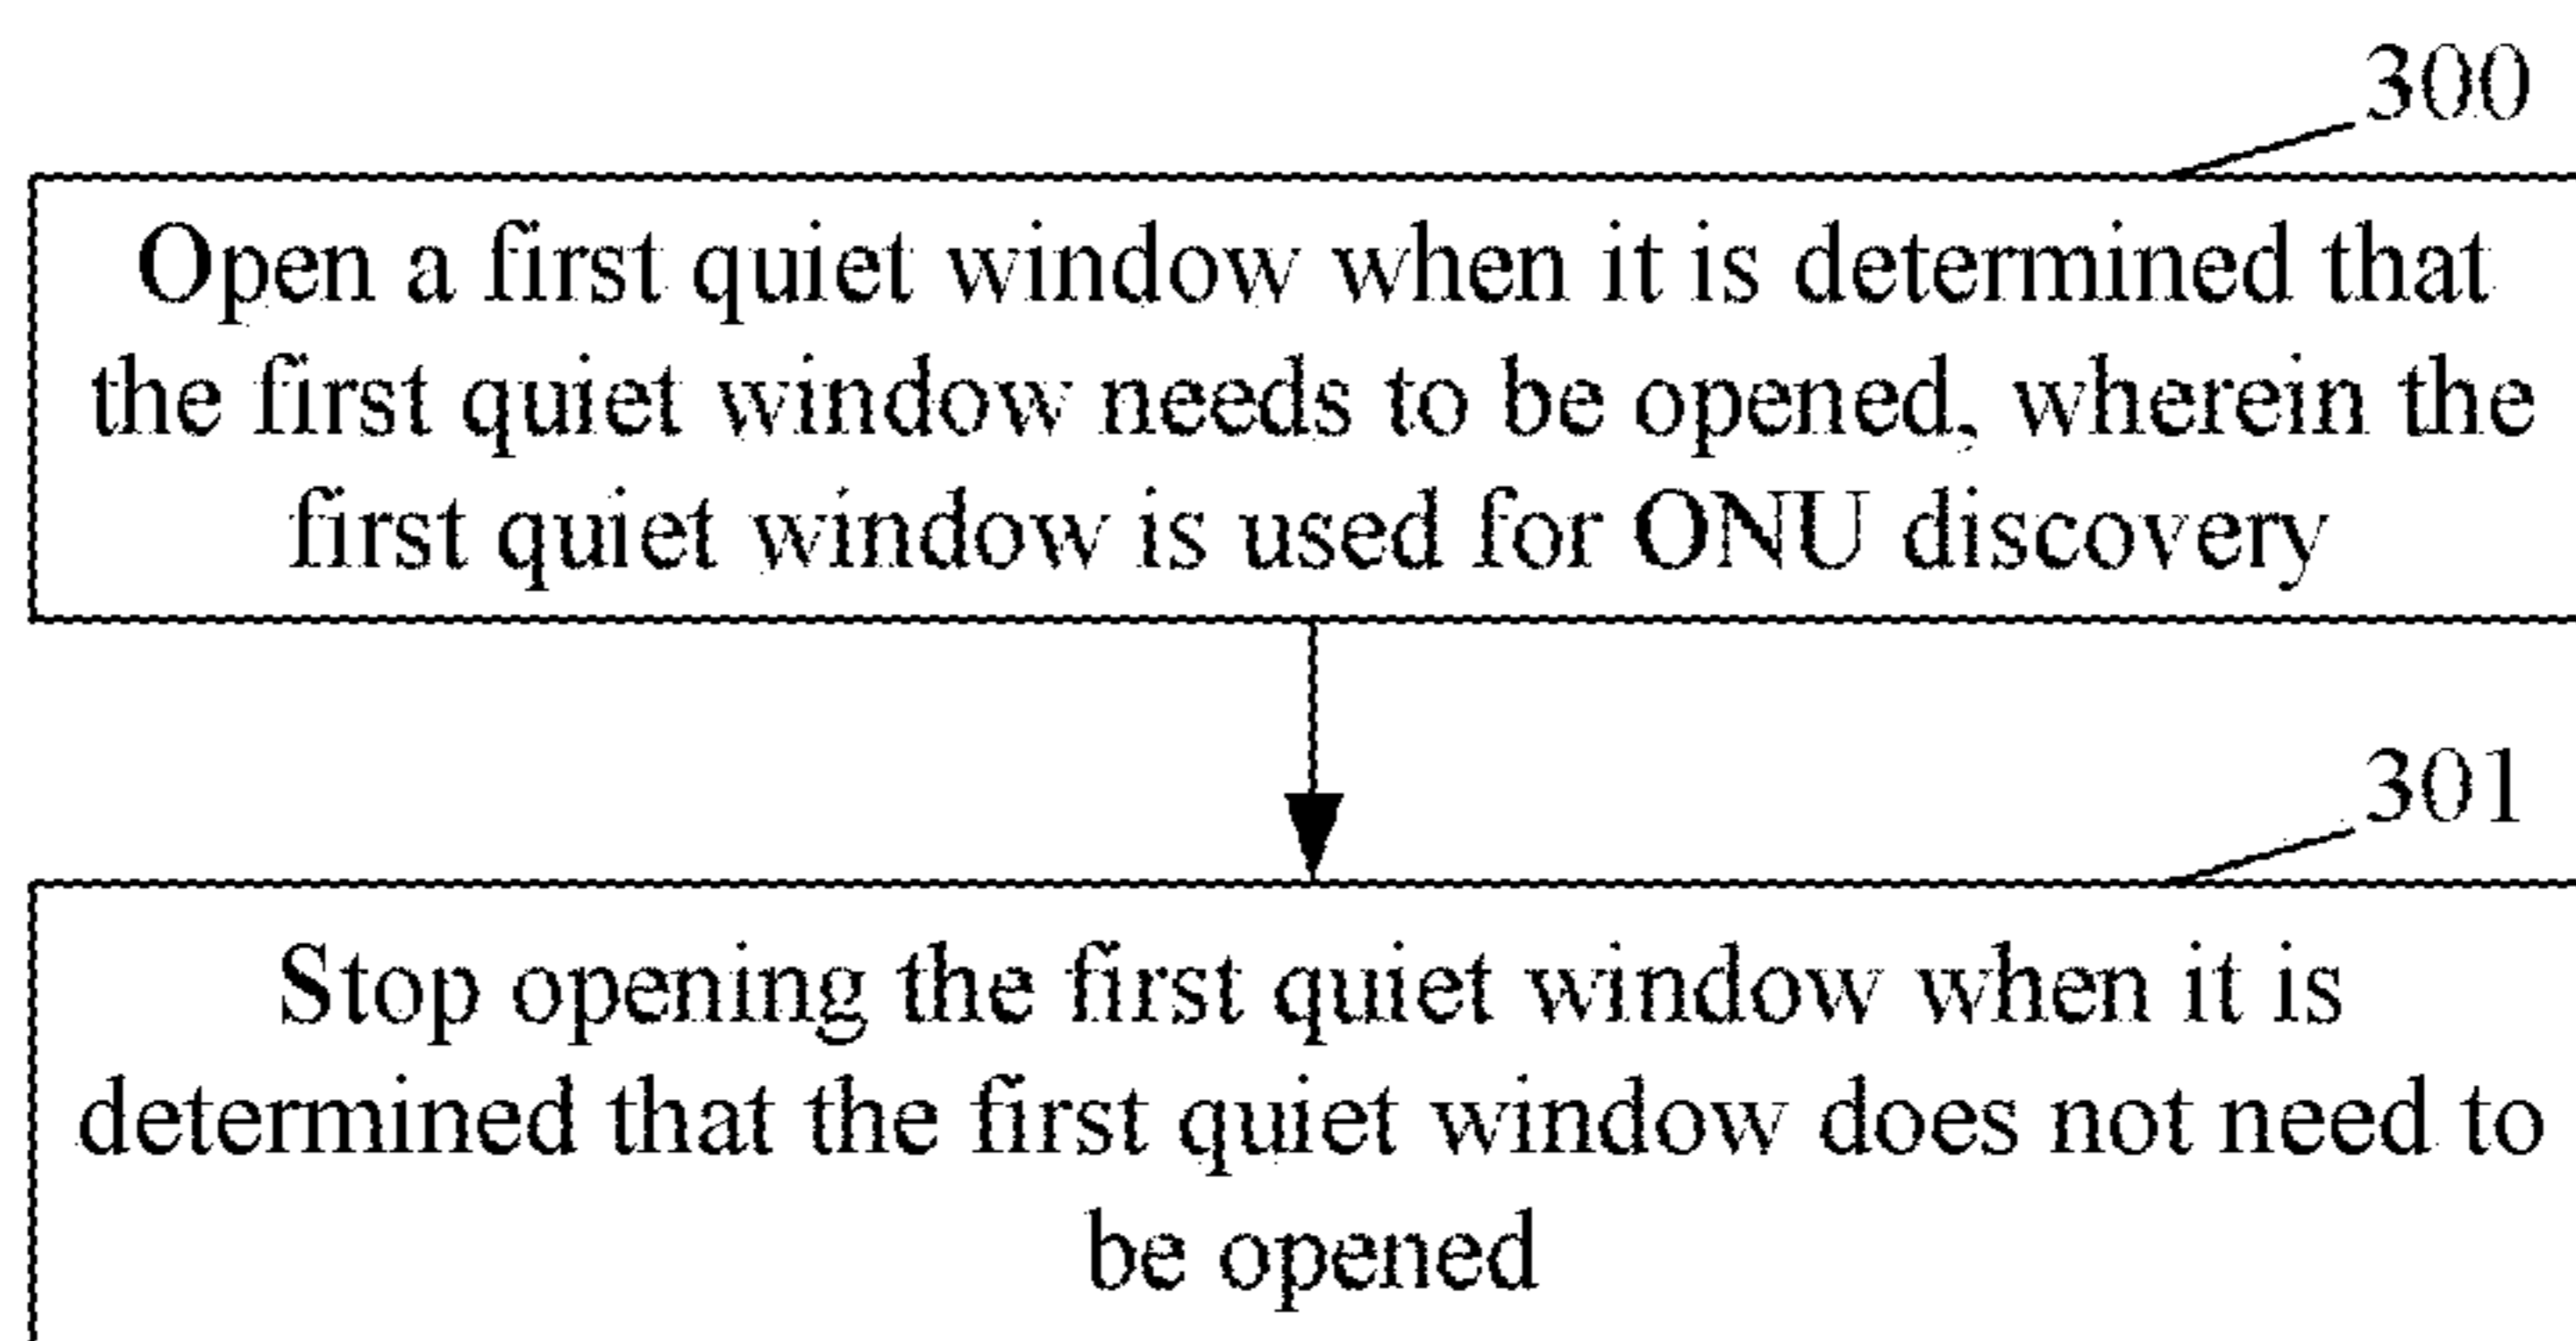 300
Open a first quiet window when it is determined that
the first quiet window needs to be opened, wherein the
first quiet window is used for ONU discovery
301
Stop opening the first quiet window when it is
determined that the first quiet window does not need to
be opened